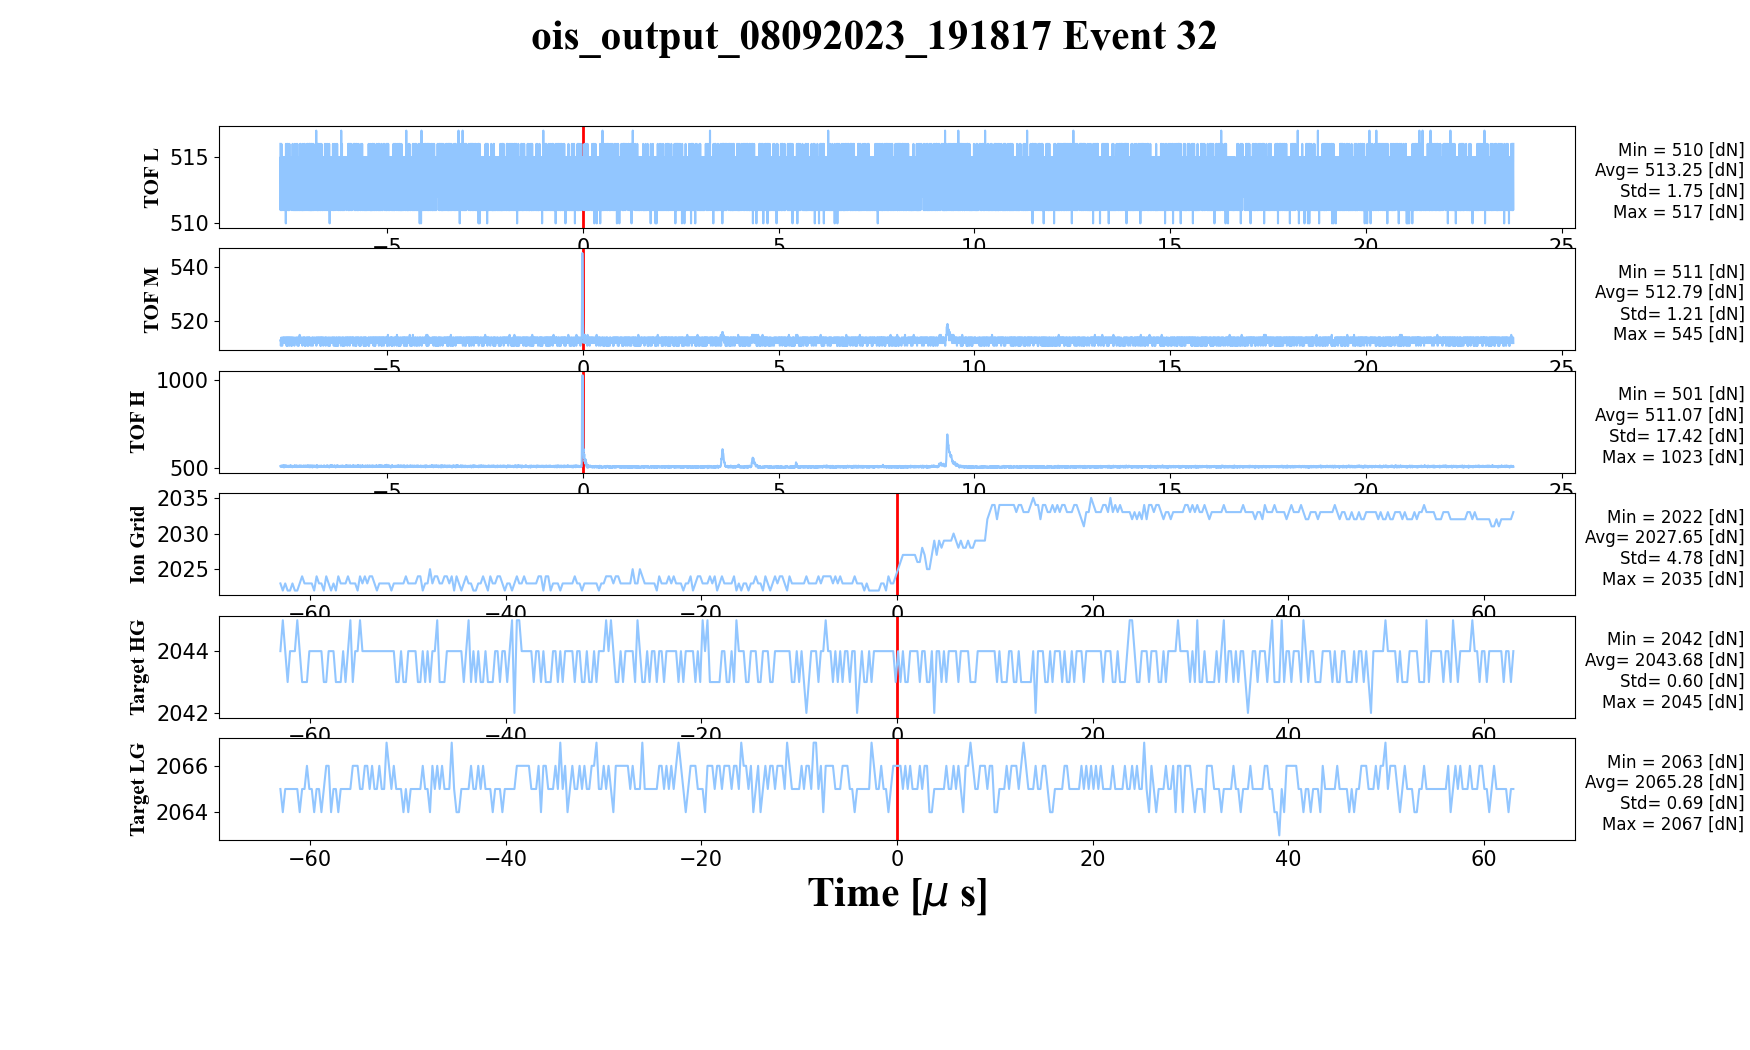 ois_output_08092023_191817 Event 32
TOF L
515
510
Min = 510 [dN]
Avg= 513.25 [dN]
Std= 1.75 [dN]
Max = 517 [dN]
−5 0 5 10 15 20 25
TOF M
540
520
Min = 511 [dN]
Avg= 512.79 [dN]
Std= 1.21 [dN]
Max = 545 [dN]
−5 0 5 10 15 20 25
TOF H
1000
500
Min = 501 [dN]
Avg= 511.07 [dN]
Std= 17.42 [dN]
Max = 1023 [dN]
−5 0 5 10 15 20 25
Ion Grid
2035
2030
2025
Min = 2022 [dN]
Avg= 2027.65 [dN]
Std= 4.78 [dN]
Max = 2035 [dN]
−60 −40 −20 0 20 40 60
Target HG
2044
2042
Min = 2042 [dN]
Avg= 2043.68 [dN]
Std= 0.60 [dN]
Max = 2045 [dN]
−60 −40 −20 0 20 40 60
Target LG
2066
2064
Min = 2063 [dN]
Avg= 2065.28 [dN]
Std= 0.69 [dN]
Max = 2067 [dN]
−60 −40 −20 0 20 40 60
Time [μ s]